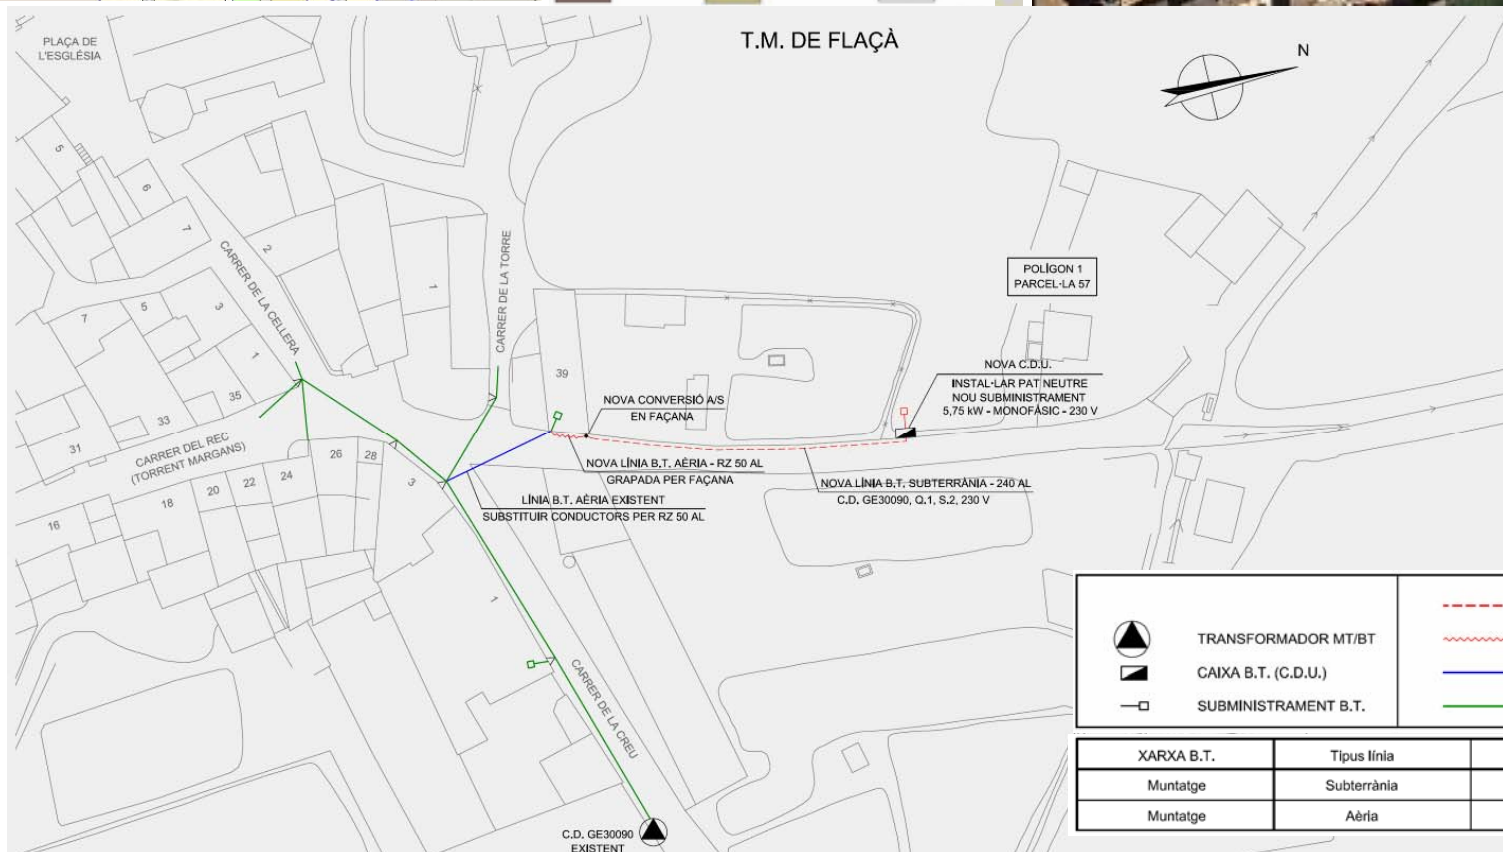 PLAÇA DE
L'ESGLÉSIA
T.M. DE FLAÇÀ
N
5
6
7
2
1
CARRER DE LA CELLERA
CARRER DE LA TORRE
7
5
3
1
35
33
31
CARRER DEL REC
(TORRENT MARGANS)
39
POLÍGON 1
PARCEL·LA 57
NOVA C.D.U.
INSTAL·LAR PAT NEUTRE
NOU SUBMINISTRAMENT
5,75 kW - MONOFÀSIC - 230 V
NOVA CONVERSIÓ A/S
EN FAÇANA
NOVA LÍNIA B.T. AÈRIA - RZ 50 AL
GRAPADA PER FAÇANA
NOVA LÍNIA B.T. SUBTERRÀNIA - 240 AL
C.D. GE30090, Q.1, S.2, 230 V
LÍNIA B.T. AÈRIA EXISTENT
SUBSTITUIR CONDUCTORS PER RZ 50 AL
16
18
20
22
24
26
28
3
1
CARRER DE LA CREU
C.D. GE30090
EXISTENT
TRANSFORMADOR MT/BT
CAIXA B.T. (C.D.U.)
SUBMINISTRAMENT B.T.
XARXA B.T.
Tipus línia
Muntatge
Subterrània
Muntatge
Aèria